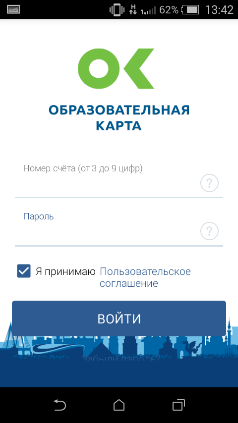 62% 13:42
ОК
ОБРАЗОВАТЕЛЬНАЯ
КАРТА
Номер счёта (от 3 до 9 цифр)
?
Пароль
?
Я принимаю Пользовательское
соглашение
ВОЙТИ